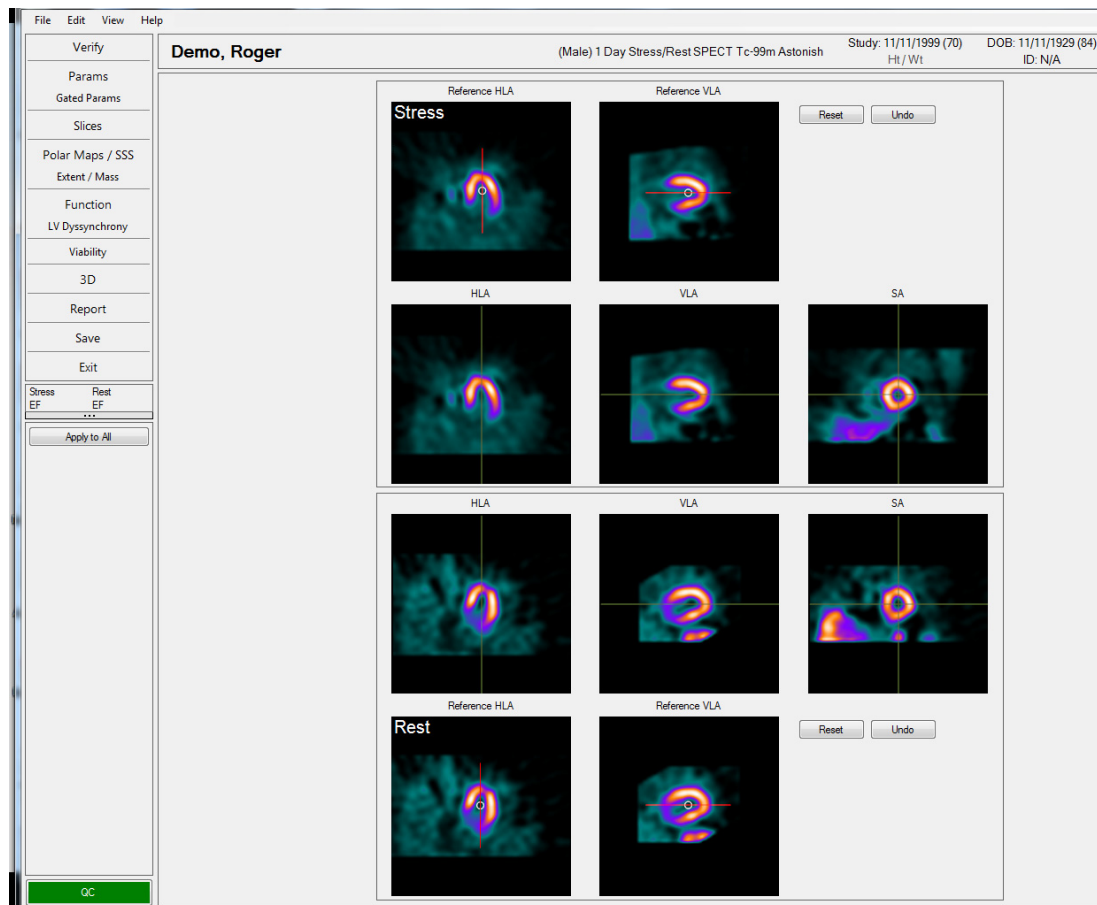 File Edit View Help
Verify
Params
Gated Params
Slices
Polar Maps / SSS
Extent / Mass
Function
LV Dyssynchrony
Viability
3D
Report
Save
Exit
Stress Rest
EF EF
...
Apply to All
QC
Demo, Roger
(Male) 1 Day Stress/Rest SPECT Tc-99m Astonish
Study: 11/11/1999 (70) DOB: 11/11/1929 (84)
Ht / Wt ID: N/A
Reference HLA Reference VLA
Stress
Reset Undo
HLA VLA SA
HLA VLA SA
Reference HLA Reference VLA
Rest
Reset Undo